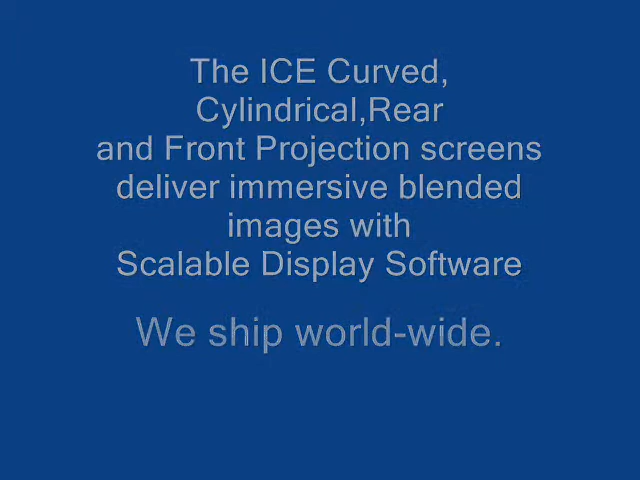 The ICE Curved,
Cylindrical,Rear
and Front Projection screens
deliver immersive blended
images with
Scalable Display Software
We ship world-wide.